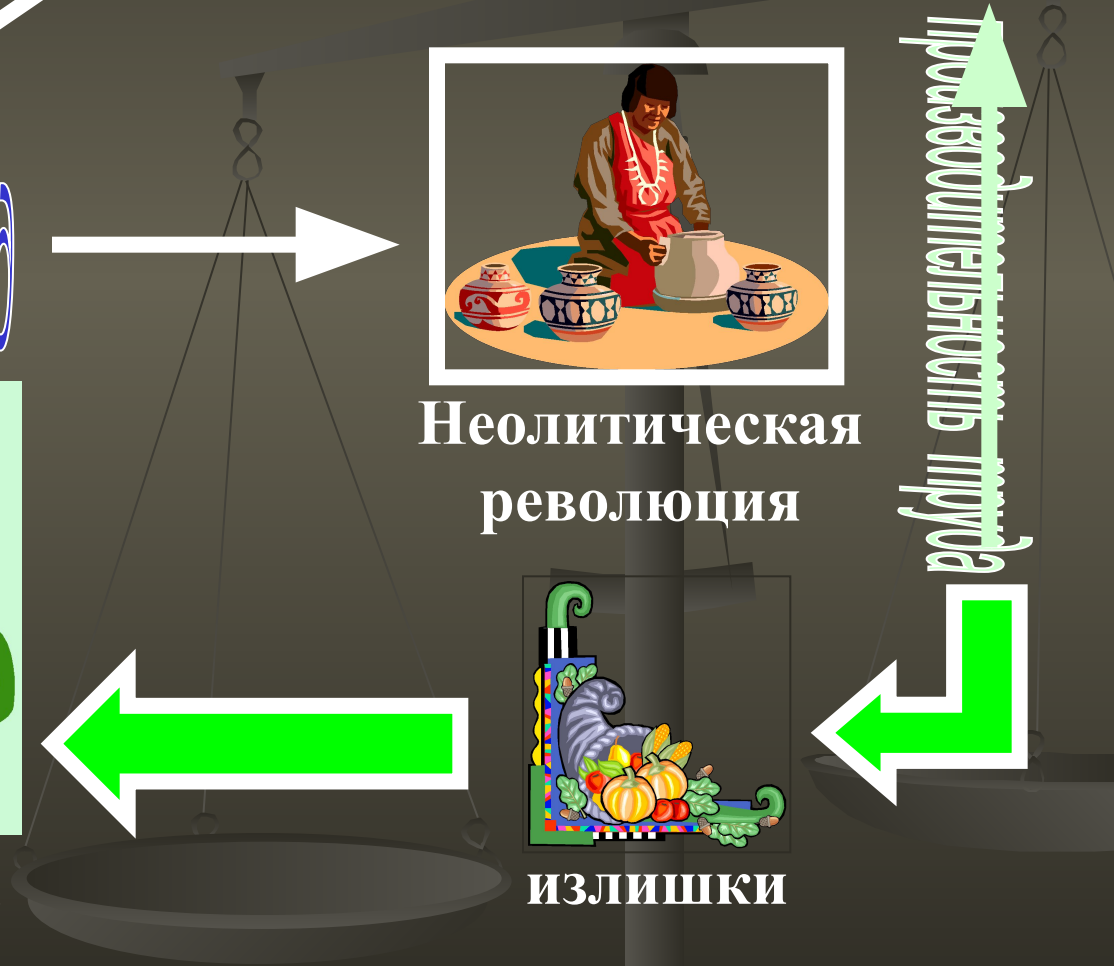 Неолитическая
революция
Производительность труда
излишки